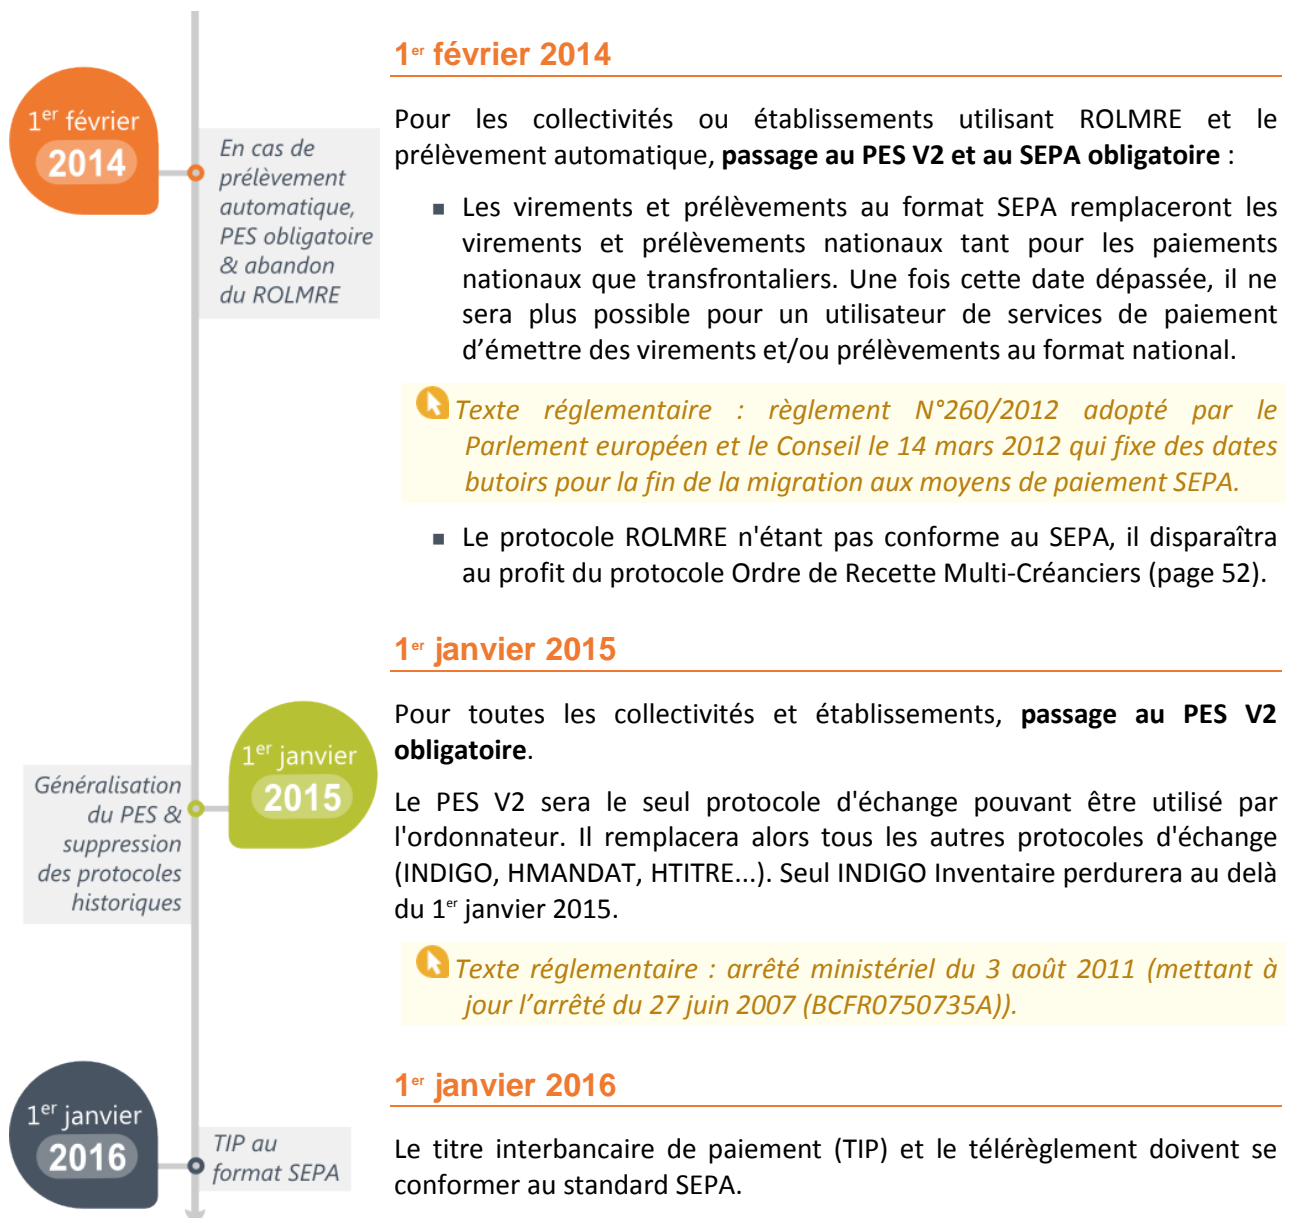 1er février 2014
1er février
2014
En cas de
prélèvement
automatique,
PES obligatoire
& abandon
du ROLMRE
Pour les collectivités ou établissements utilisant ROLMRE et le
prélèvement automatique, passage au PES V2 et au SEPA obligatoire :
▪ Les virements et prélèvements au format SEPA remplaceront les
virements et prélèvements nationaux tant pour les paiements
nationaux que transfrontaliers. Une fois cette date dépassée, il ne
sera plus possible pour un utilisateur de services de paiement
d’émettre des virements et/ou prélèvements au format national.
Texte réglementaire : règlement N°260/2012 adopté par le
Parlement européen et le Conseil le 14 mars 2012 qui fixe des dates
butoirs pour la fin de la migration aux moyens de paiement SEPA.
▪ Le protocole ROLMRE n'étant pas conforme au SEPA, il disparaîtra
au profit du protocole Ordre de Recette Multi-Créanciers (page 52).
1er janvier 2015
1er janvier
2015
Généralisation
du PES &
suppression
des protocoles
historiques
Pour toutes les collectivités et établissements, passage au PES V2
obligatoire.
Le PES V2 sera le seul protocole d'échange pouvant être utilisé par
l'ordonnateur. Il remplacera alors tous les autres protocoles d'échange
(INDIGO, HMANDAT, HTITRE...). Seul INDIGO Inventaire perdurera au delà
du 1er janvier 2015.
Texte réglementaire : arrêté ministériel du 3 août 2011 (mettant à
jour l’arrêté du 27 juin 2007 (BCFR0750735A)).
1er janvier 2016
1er janvier
2016
TIP au
format SEPA
Le titre interbancaire de paiement (TIP) et le télérèglement doivent se
conformer au standard SEPA.